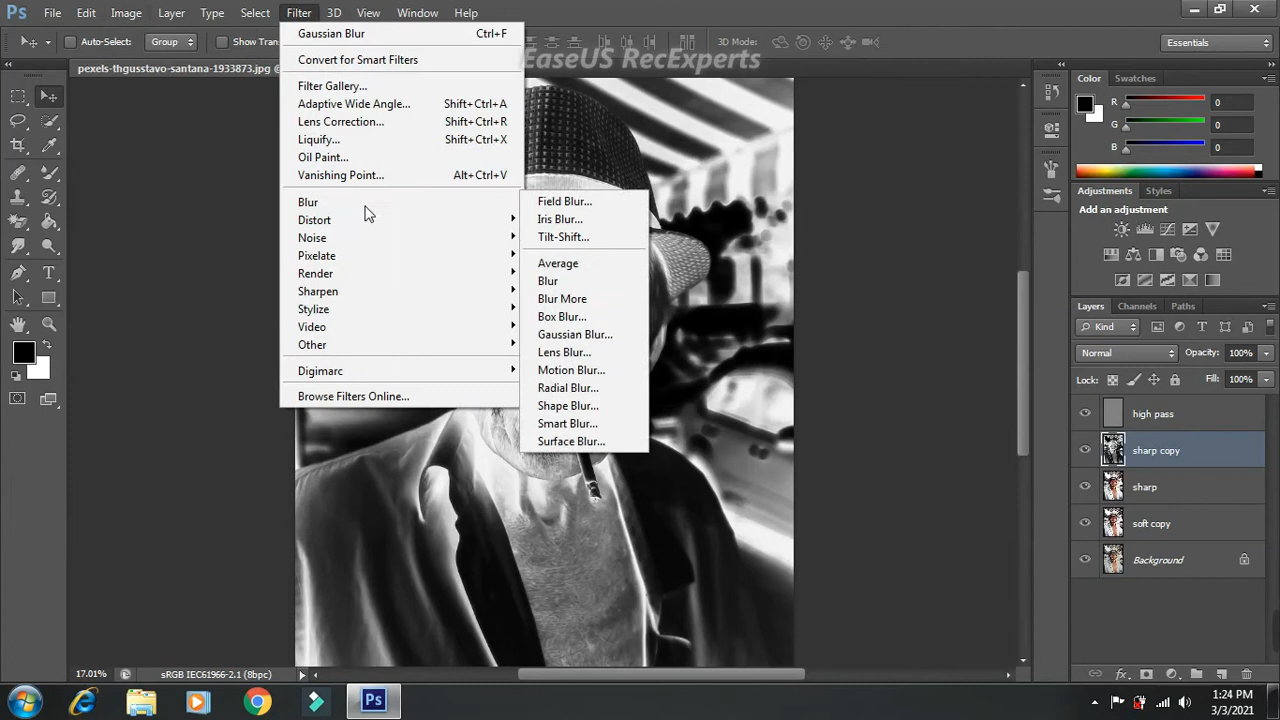 Ps File Edit Image Layer Type Select Filter 3D View Window Help
Auto-Select: Group Show Tran 3D Mode: Essentials
EaseUS RecExperts
pexels-thgusstavo-santana-1933873.jpg @
Gaussian Blur Ctrl+F
Convert for Smart Filters
Filter Gallery...
Adaptive Wide Angle... Shift+Ctrl+A
Lens Correction... Shift+Ctrl+R
Liquify... Shift+Ctrl+X
Oil Paint...
Vanishing Point... Alt+Ctrl+V
Blur
Distort
Noise
Pixelate
Render
Sharpen
Stylize
Video
Other
Digimarc
Browse Filters Online...
Field Blur...
Iris Blur...
Tilt-Shift...
Average
Blur
Blur More
Box Blur...
Gaussian Blur...
Lens Blur...
Motion Blur...
Radial Blur...
Shape Blur...
Smart Blur...
Surface Blur...
Color Swatches
R 0
G 0
B 0
Adjustments Styles
Add an adjustment
Layers Channels Paths
Kind
Normal Opacity: 100%
Lock: Fill: 100%
high pass
sharp copy
sharp
soft copy
Background
17.01% sRGB IEC61966-2.1 (8bpc)
Ps
1:24 PM
3/3/2021